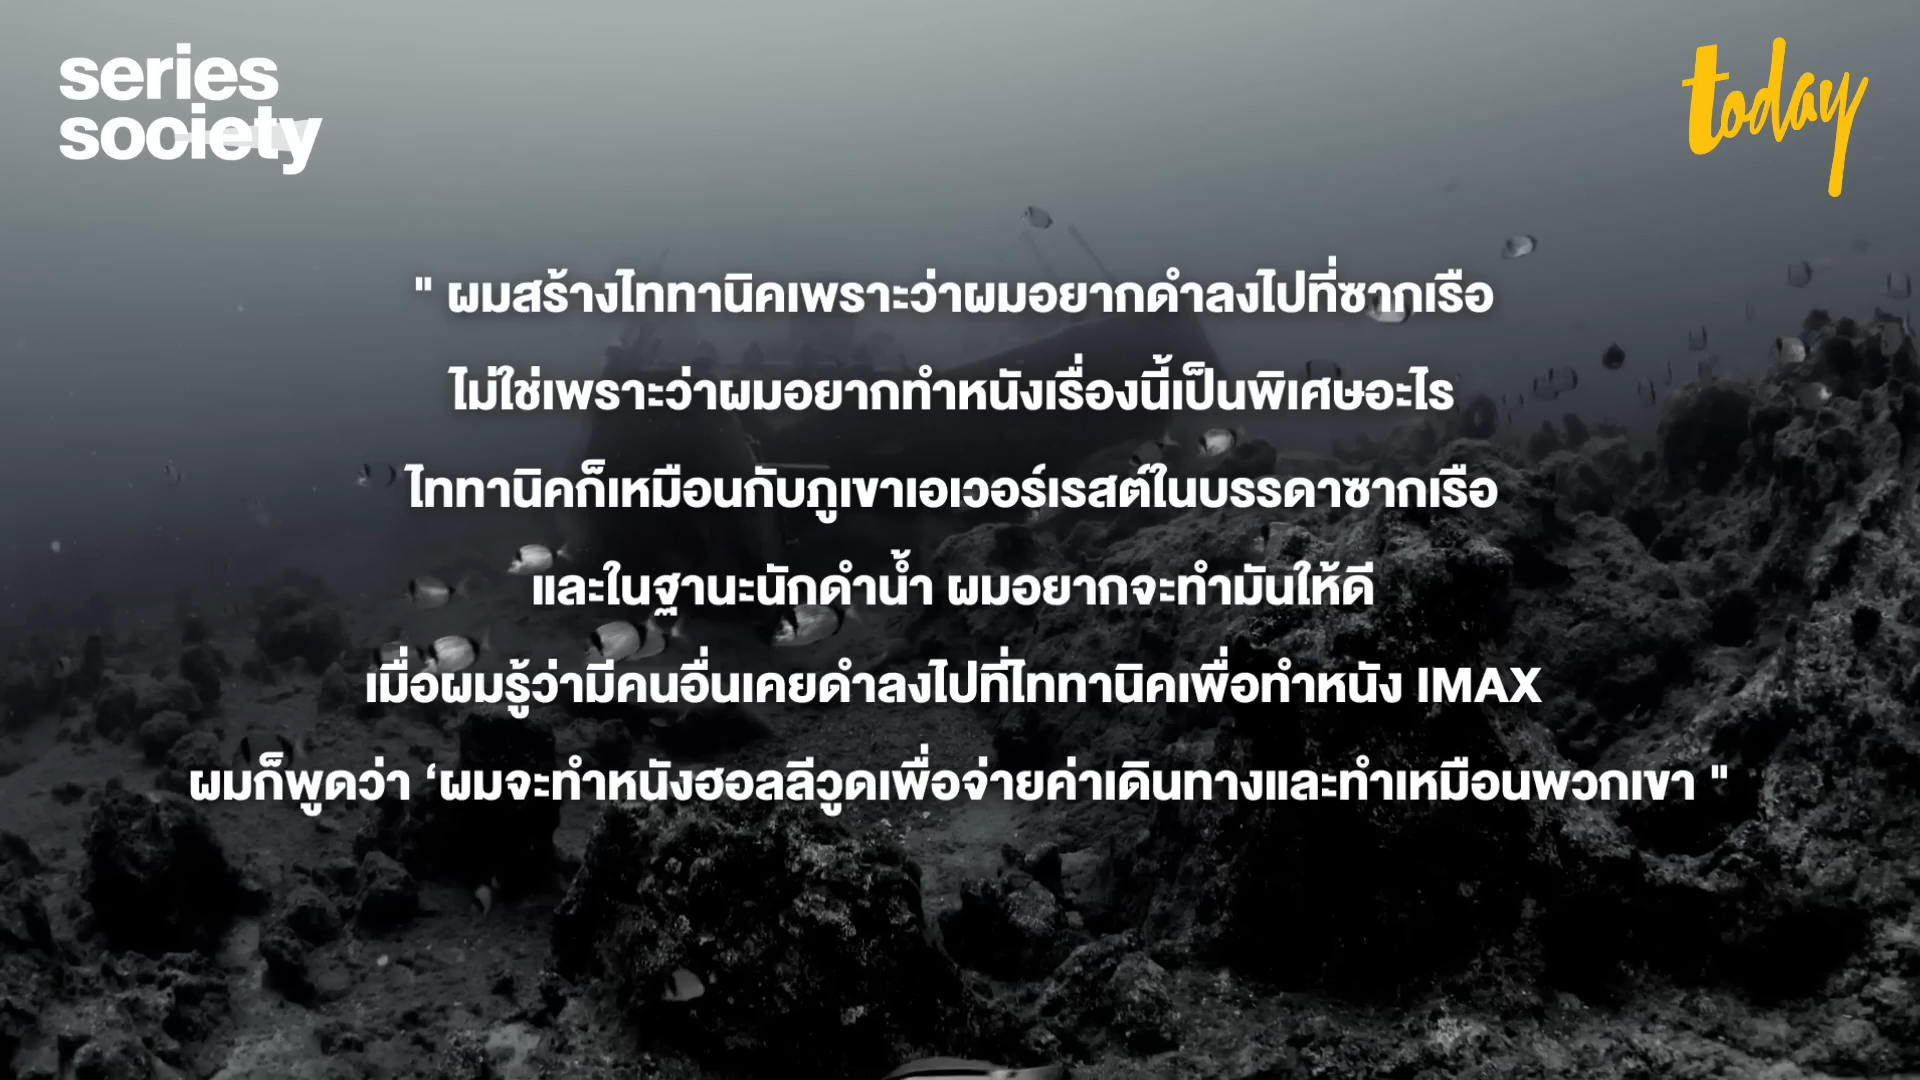 series
society
today
" ผมสร้างไททานิคเพราะว่าผมอยากดำลงไปที่ซากเรือ
ไม่ใช่เพราะว่าผมอยากทำหนังเรื่องนี้เป็นพิเศษอะไร
ไททานิคก็เหมือนกับภูเขาเอเวอร์เรสต์ในบรรดาซากเรือ
และในฐานะนักดำน้ำ ผมอยากจะทำมันให้ดี
เมื่อผมรู้ว่ามีคนอื่นเคยดำลงไปที่ไททานิคเพื่อทำหนัง IMAX
ผมก็พูดว่า ‘ผมจะทำหนังฮอลลีวูดเพื่อจ่ายค่าเดินทางและทำเหมือนพวกเขา "